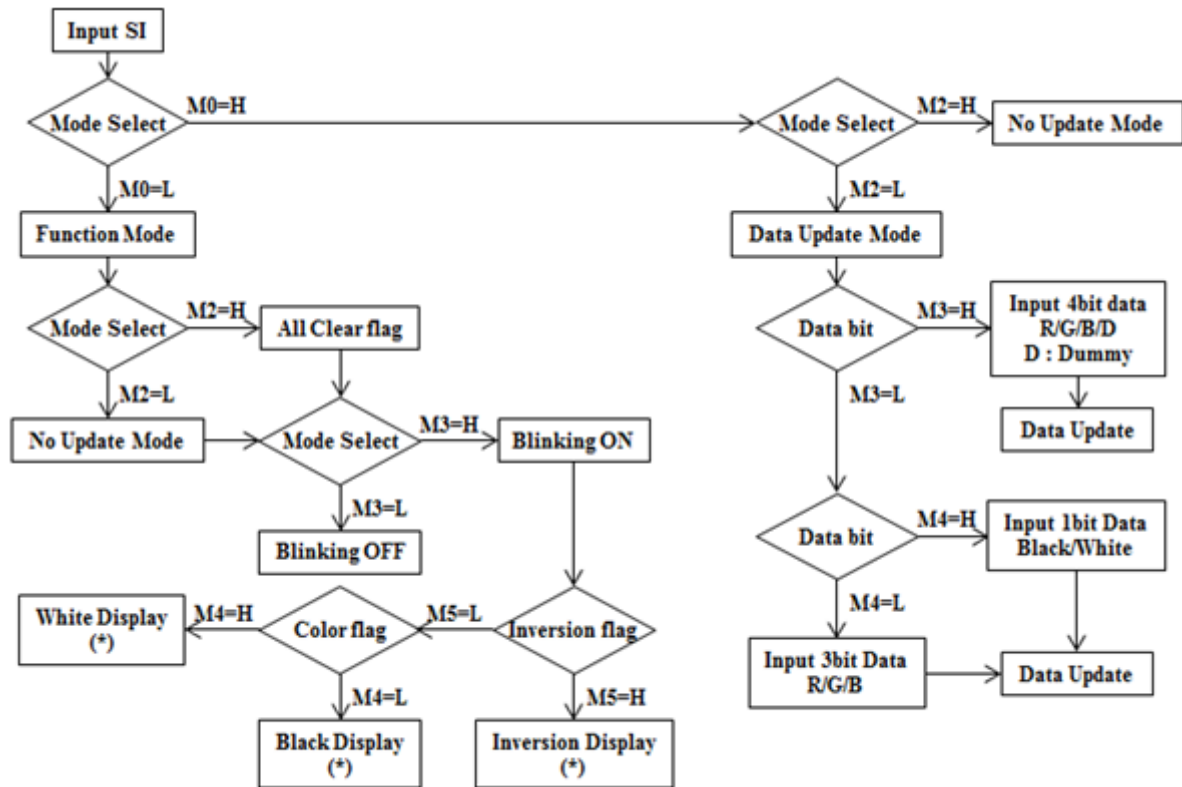 Input SI
Mode Select
M0=H
Mode Select
M2=H
No Update Mode
M0=L
M2=L
Function Mode
Data Update Mode
Mode Select
M2=H
All Clear flag
Data bit
M3=H
Input 4bit data
R/G/B/D
D : Dummy
M2=L
M3=L
No Update Mode
Mode Select
M3=H
Blinking ON
Data Update
M3=L
Blinking OFF
Data bit
M4=H
Input 1bit Data
Black/White
White Display
(*)
M4=H
Color flag
M5=L
Inversion flag
M4=L
Input 3bit Data
R/G/B
Data Update
M4=L
M5=H
Black Display
(*)
Inversion Display
(*)